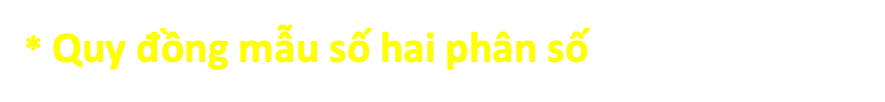 * Quy đồng mẫu số hai phân số